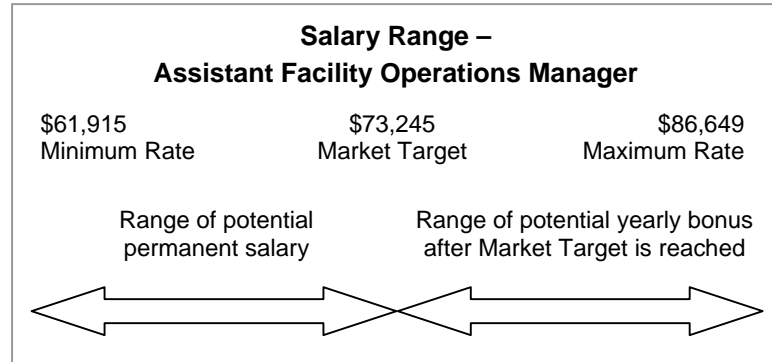 Salary Range –
Assistant Facility Operations Manager
$61,915 $73,245 $86,649
Minimum Rate Market Target Maximum Rate
Range of potential Range of potential yearly bonus
permanent salary after Market Target is reached